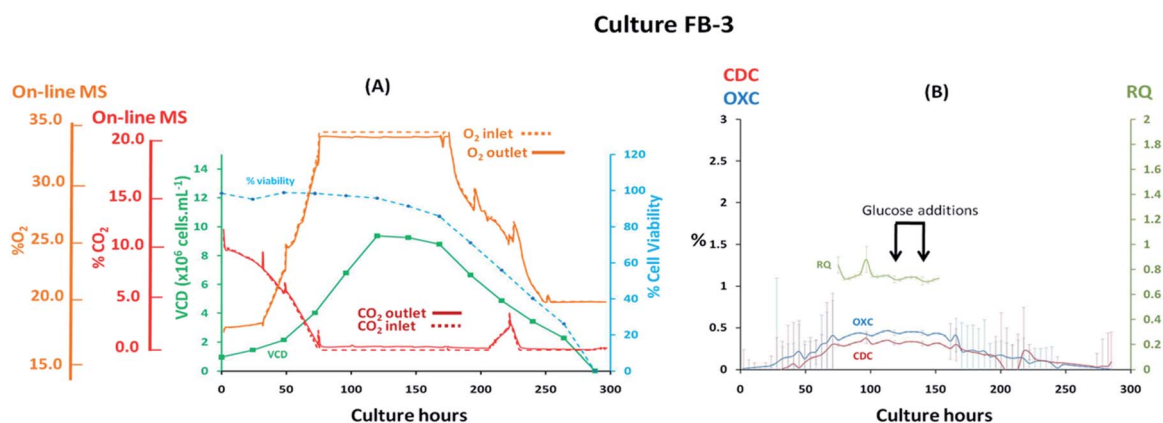 Culture FB-3
(A)
On-line MS
On-line MS
35.0
30.0
25.0
20.0
15.0
%O₂
20.0
15.0
10.0
5.0
0.0
% CO₂
14
12
10
8
6
4
2
0
VCD (x10⁶ cells.mL⁻¹)
O₂ inlet
O₂ outlet
% viability
CO₂ outlet
CO₂ inlet
VCD
120
100
80
60
40
20
0
% Cell Viability
0 50 100 150 200 250 300
Culture hours
CDC
OXC
(B)
RQ
3
2.5
2
1.5
1
0.5
0
%
Glucose additions
RQ
OXC
CDC
2
1.8
1.6
1.4
1.2
1
0.8
0.6
0.4
0.2
0
0 50 100 150 200 250 300
Culture hours